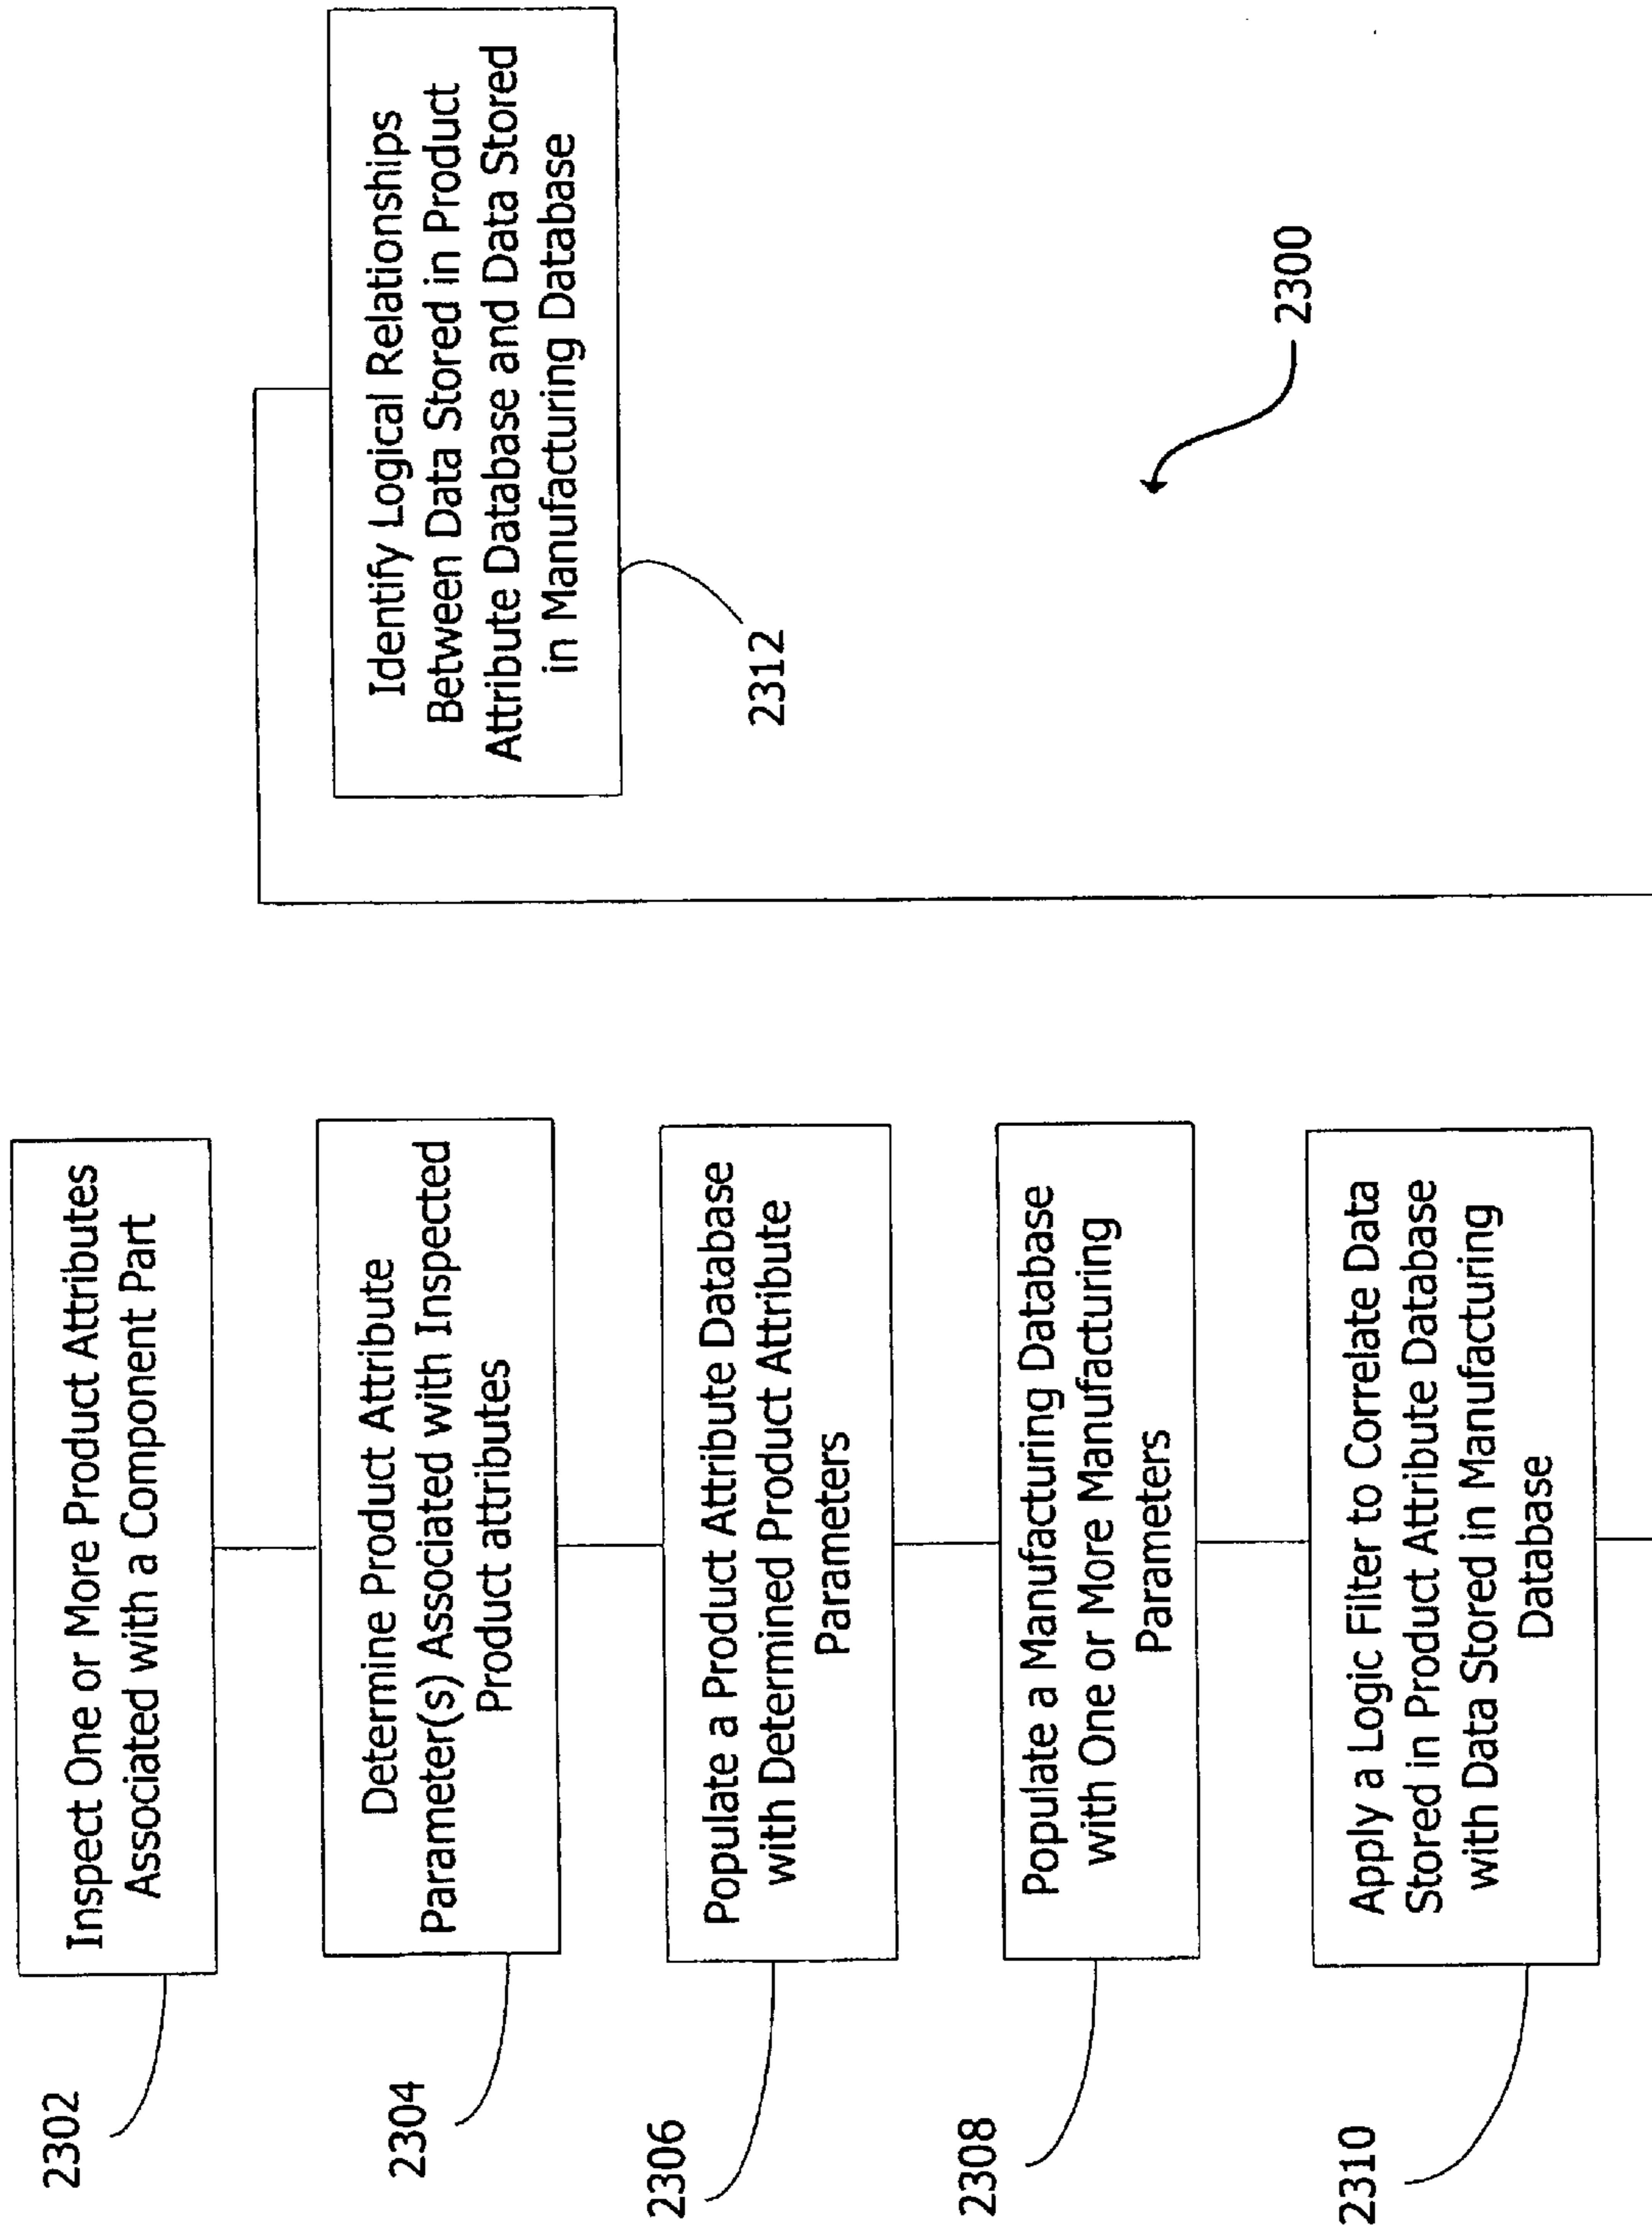 2302
Inspect One or More Product Attributes
Associated with a Component Part
2304
Determine Product Attribute
Parameter(s) Associated with Inspected
Product attributes
2306
Populate a Product Attribute Database
with Determined Product Attribute
Parameters
2308
Populate a Manufacturing Database
with One or More Manufacturing
Parameters
2310
Apply a Logic Filter to Correlate Data
Stored in Product Attribute Database
with Data Stored in Manufacturing
Database
Identify Logical Relationships
Between Data Stored in Product
Attribute Database and Data Stored
in Manufacturing Database
2312
2300